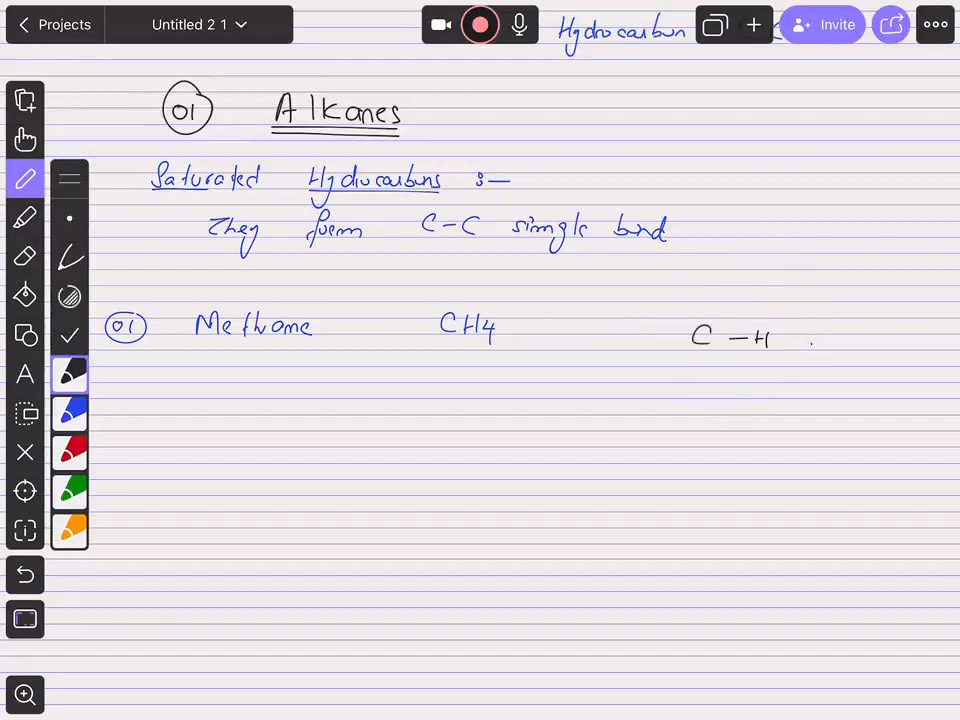 Projects Untitled 2 1 Hydrocarbon Invite
01 Alkanes
Saturated Hydrocarbons :—
They form C-C single bond
01 Methane CH4 C-H